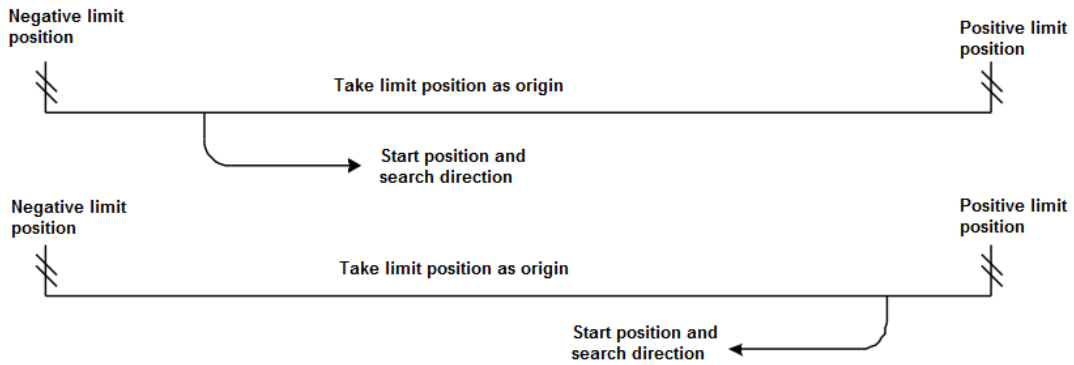 Negative limit
position
Positive limit
position
Take limit position as origin
Start position and
search direction
Negative limit
position
Positive limit
position
Take limit position as origin
Start position and
search direction